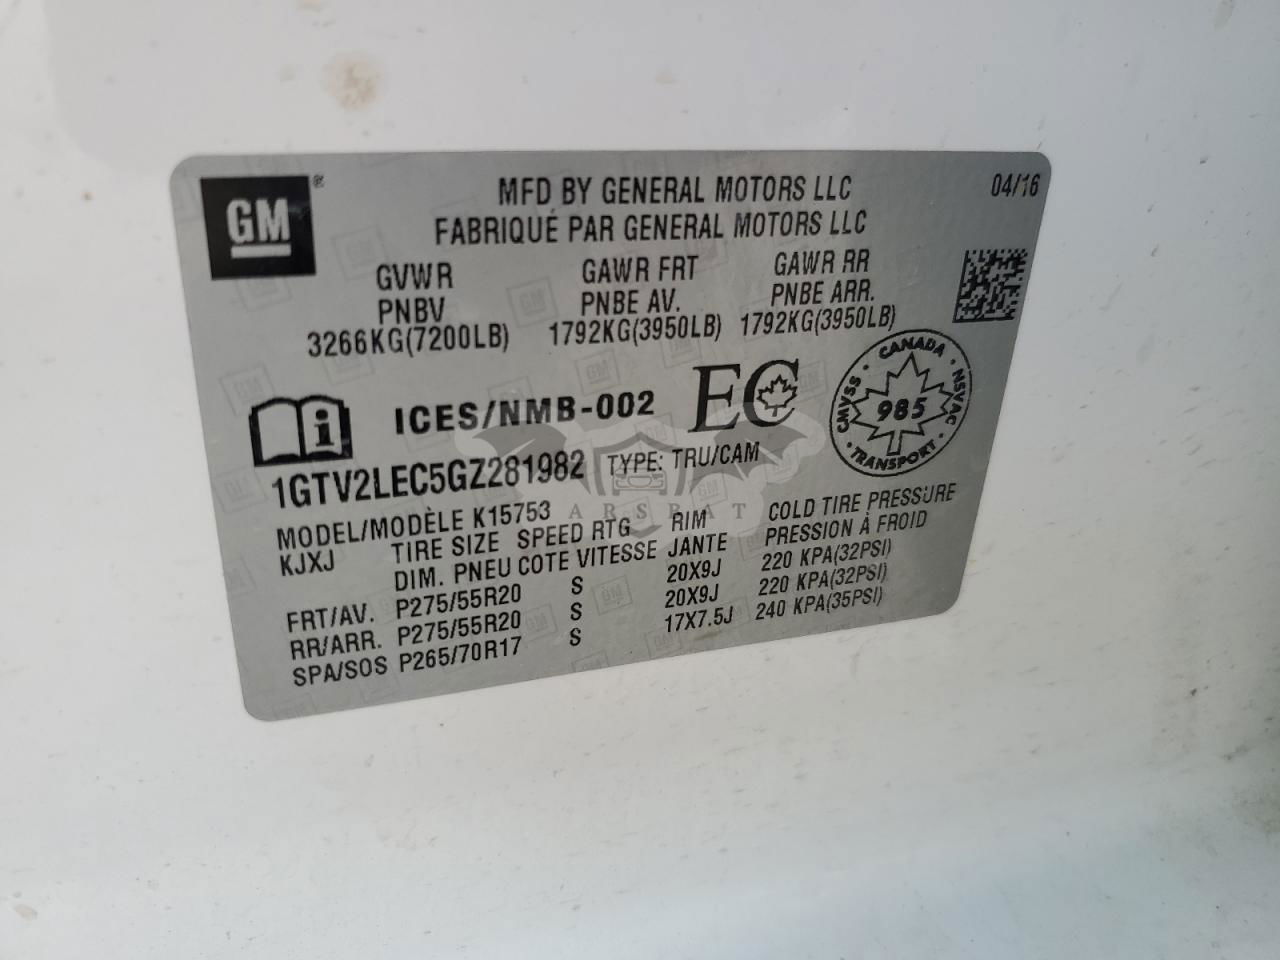 GM®
MFD BY GENERAL MOTORS LLC
04/16
FABRIQUÉ PAR GENERAL MOTORS LLC
GVWR GAWR FRT GAWR RR
PNBV PNBE AV. PNBE ARR.
3266KG(7200LB) 1792KG(3950LB) 1792KG(3950LB)
i ICES/NMB-002 EC
CANADA
CMVSS 985 NSVAC
TRANSPORT
1GTV2LEC5GZ281982 TYPE: TRU/CAM
ARSBAT
MODEL/MODÈLE K15753
KJXJ TIRE SIZE SPEED RTG RIM COLD TIRE PRESSURE
DIM. PNEU COTE VITESSE JANTE PRESSION À FROID
FRT/AV. P275/55R20 S 20X9J 220 KPA(32PSI)
RR/ARR. P275/55R20 S 20X9J 220 KPA(32PSI)
SPA/SOS P265/70R17 S 17X7.5J 240 KPA(35PSI)